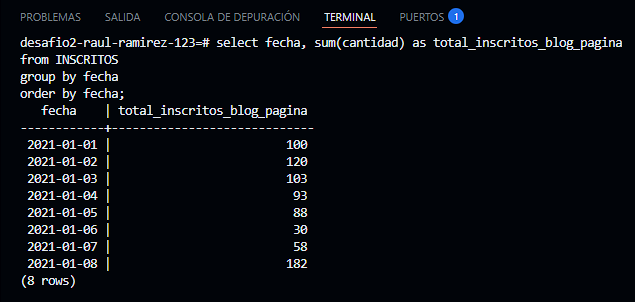 PROBLEMAS SALIDA CONSOLA DE DEPURACIÓN TERMINAL PUERTOS 1
desafio2-raul-ramirez-123=# select fecha, sum(cantidad) as total_inscritos_blog_pagina
from INSCRITOS
group by fecha
order by fecha;
   fecha    | total_inscritos_blog_pagina
------------+-----------------------------
 2021-01-01 |                         100
 2021-01-02 |                         120
 2021-01-03 |                         103
 2021-01-04 |                          93
 2021-01-05 |                          88
 2021-01-06 |                          30
 2021-01-07 |                          58
 2021-01-08 |                         182
(8 rows)